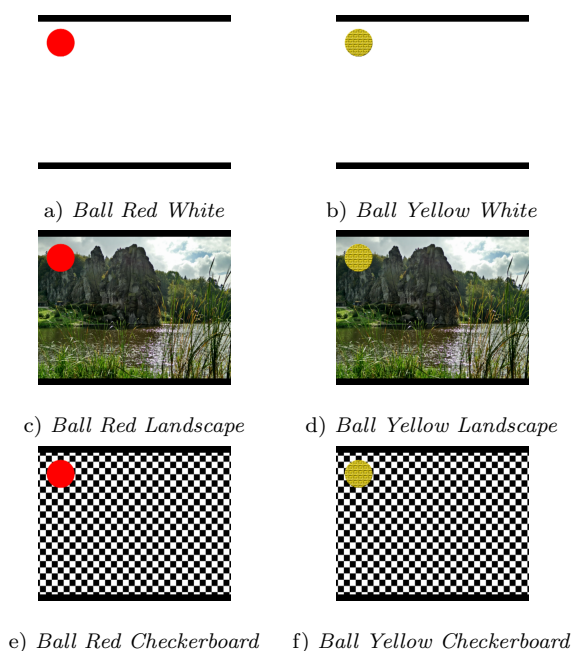 a) Ball Red White
b) Ball Yellow White
c) Ball Red Landscape
d) Ball Yellow Landscape
e) Ball Red Checkerboard
f) Ball Yellow Checkerboard